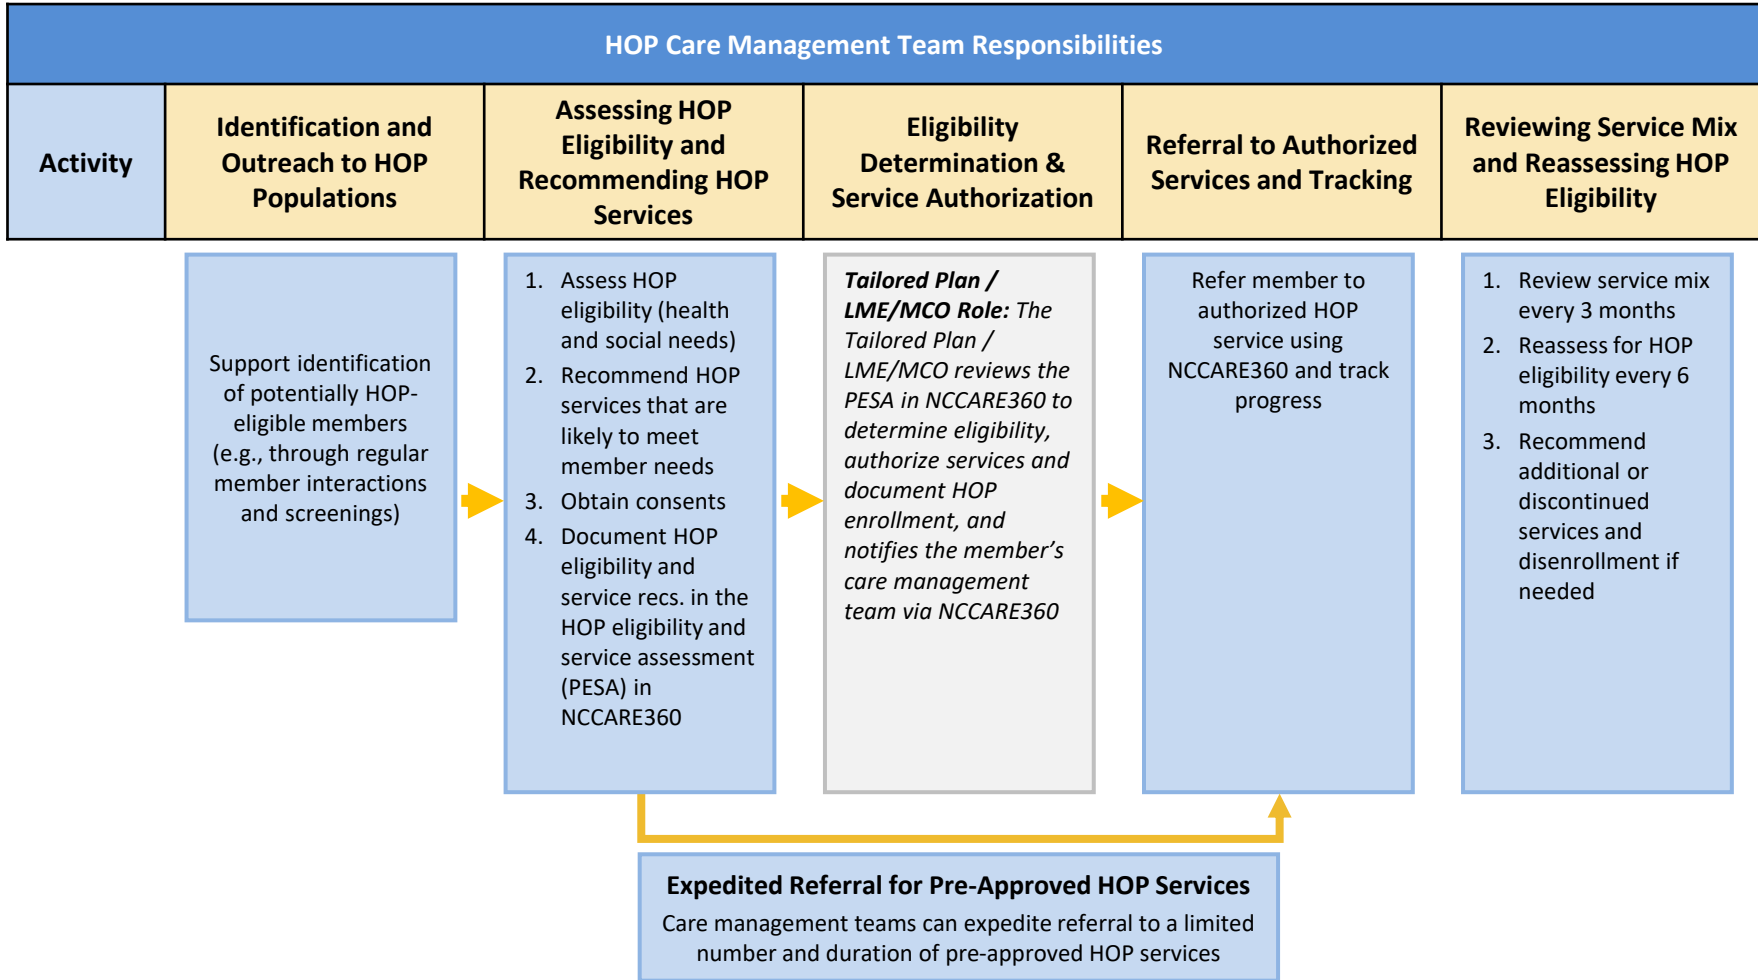 HOP Care Management Team Responsibilities
Activity
Identification and
Outreach to HOP
Populations
Assessing HOP
Eligibility and
Recommending HOP
Services
Eligibility
Determination &
Service Authorization
Referral to Authorized
Services and Tracking
Reviewing Service Mix
and Reassessing HOP
Eligibility
Support identification
of potentially HOP-
eligible members
(e.g., through regular
member interactions
and screenings)
1. Assess HOP
eligibility (health
and social needs)
2. Recommend HOP
services that are
likely to meet
member needs
3. Obtain consents
4. Document HOP
eligibility and
service recs. in the
HOP eligibility and
service assessment
(PESA) in
NCCARE360
Tailored Plan /
LME/MCO Role: The
Tailored Plan /
LME/MCO reviews the
PESA in NCCARE360 to
determine eligibility,
authorize services and
document HOP
enrollment, and
notifies the member’s
care management
team via NCCARE360
Refer member to
authorized HOP
service using
NCCARE360 and track
progress
1. Review service mix
every 3 months
2. Reassess for HOP
eligibility every 6
months
3. Recommend
additional or
discontinued
services and
disenrollment if
needed
Expedited Referral for Pre-Approved HOP Services
Care management teams can expedite referral to a limited
number and duration of pre-approved HOP services